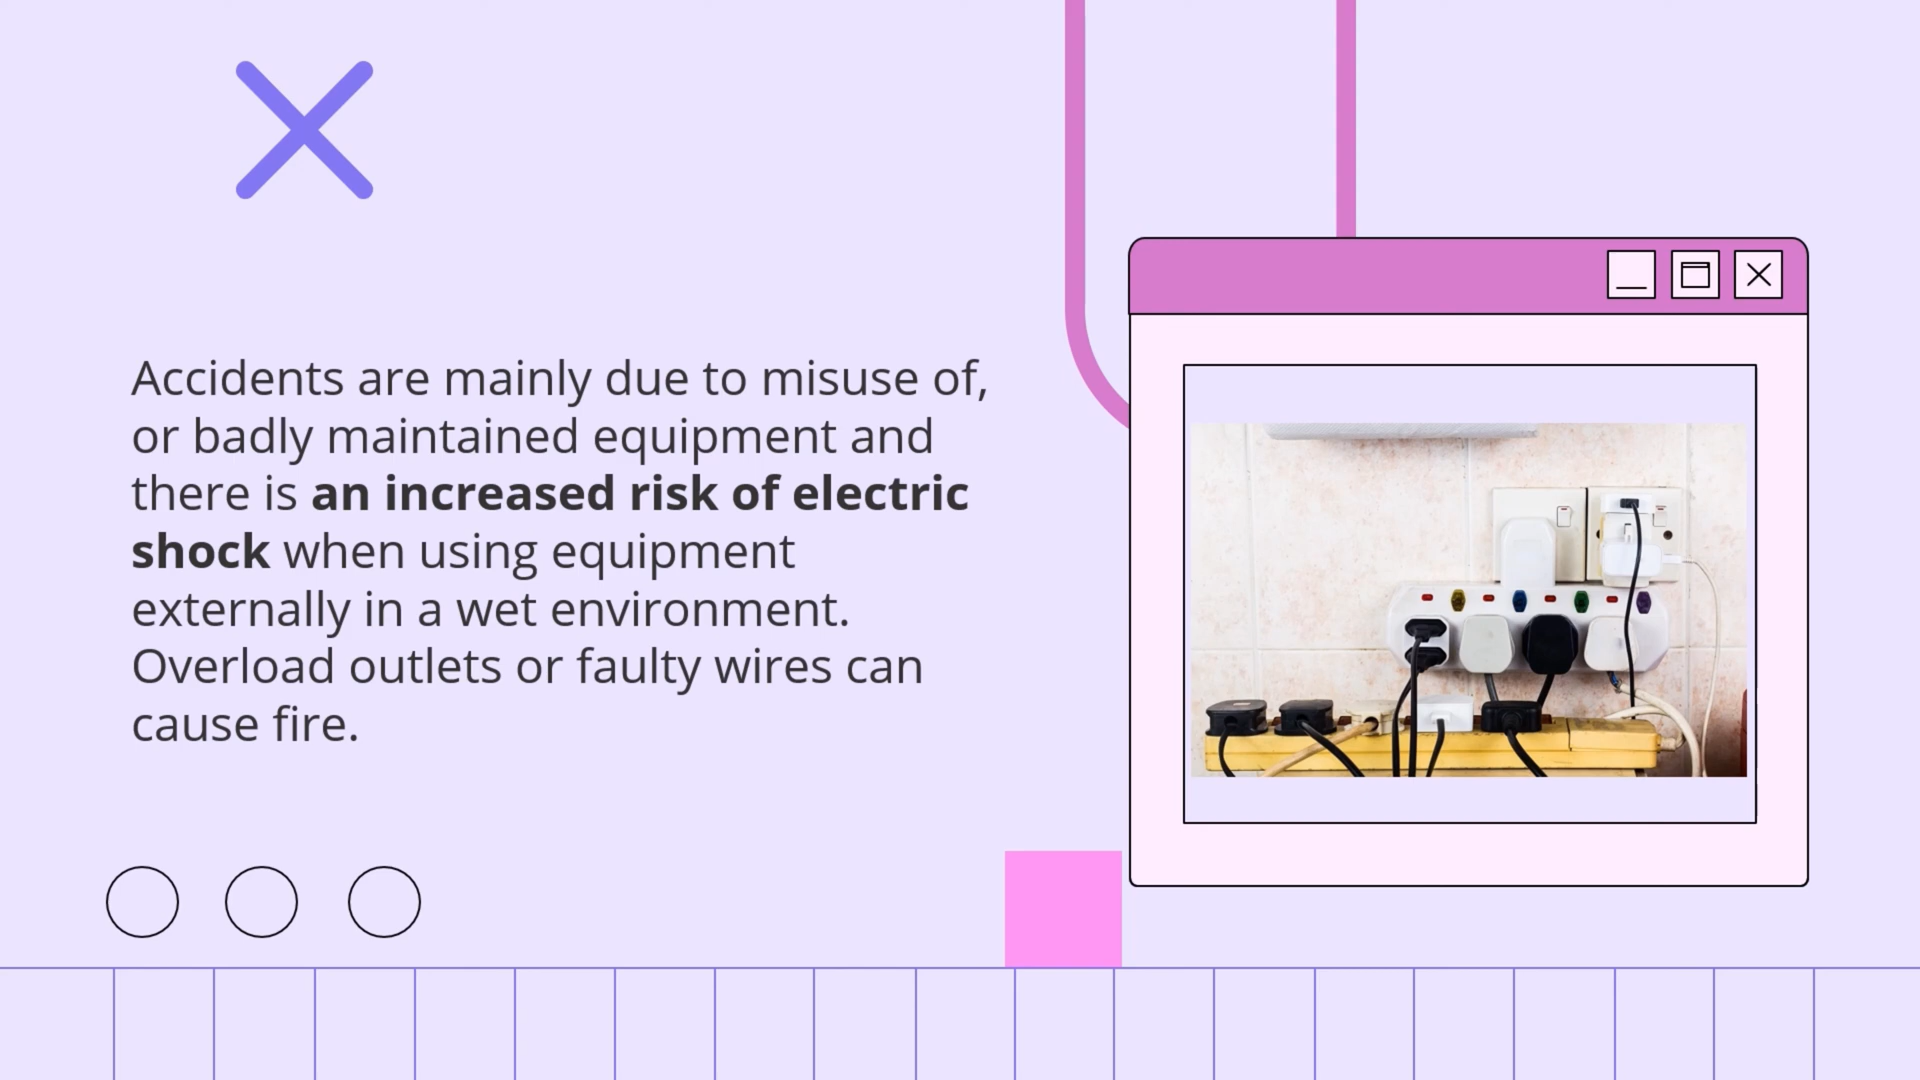 Accidents are mainly due to misuse of,
or badly maintained equipment and
there is an increased risk of electric
shock when using equipment
externally in a wet environment.
Overload outlets or faulty wires can
cause fire.